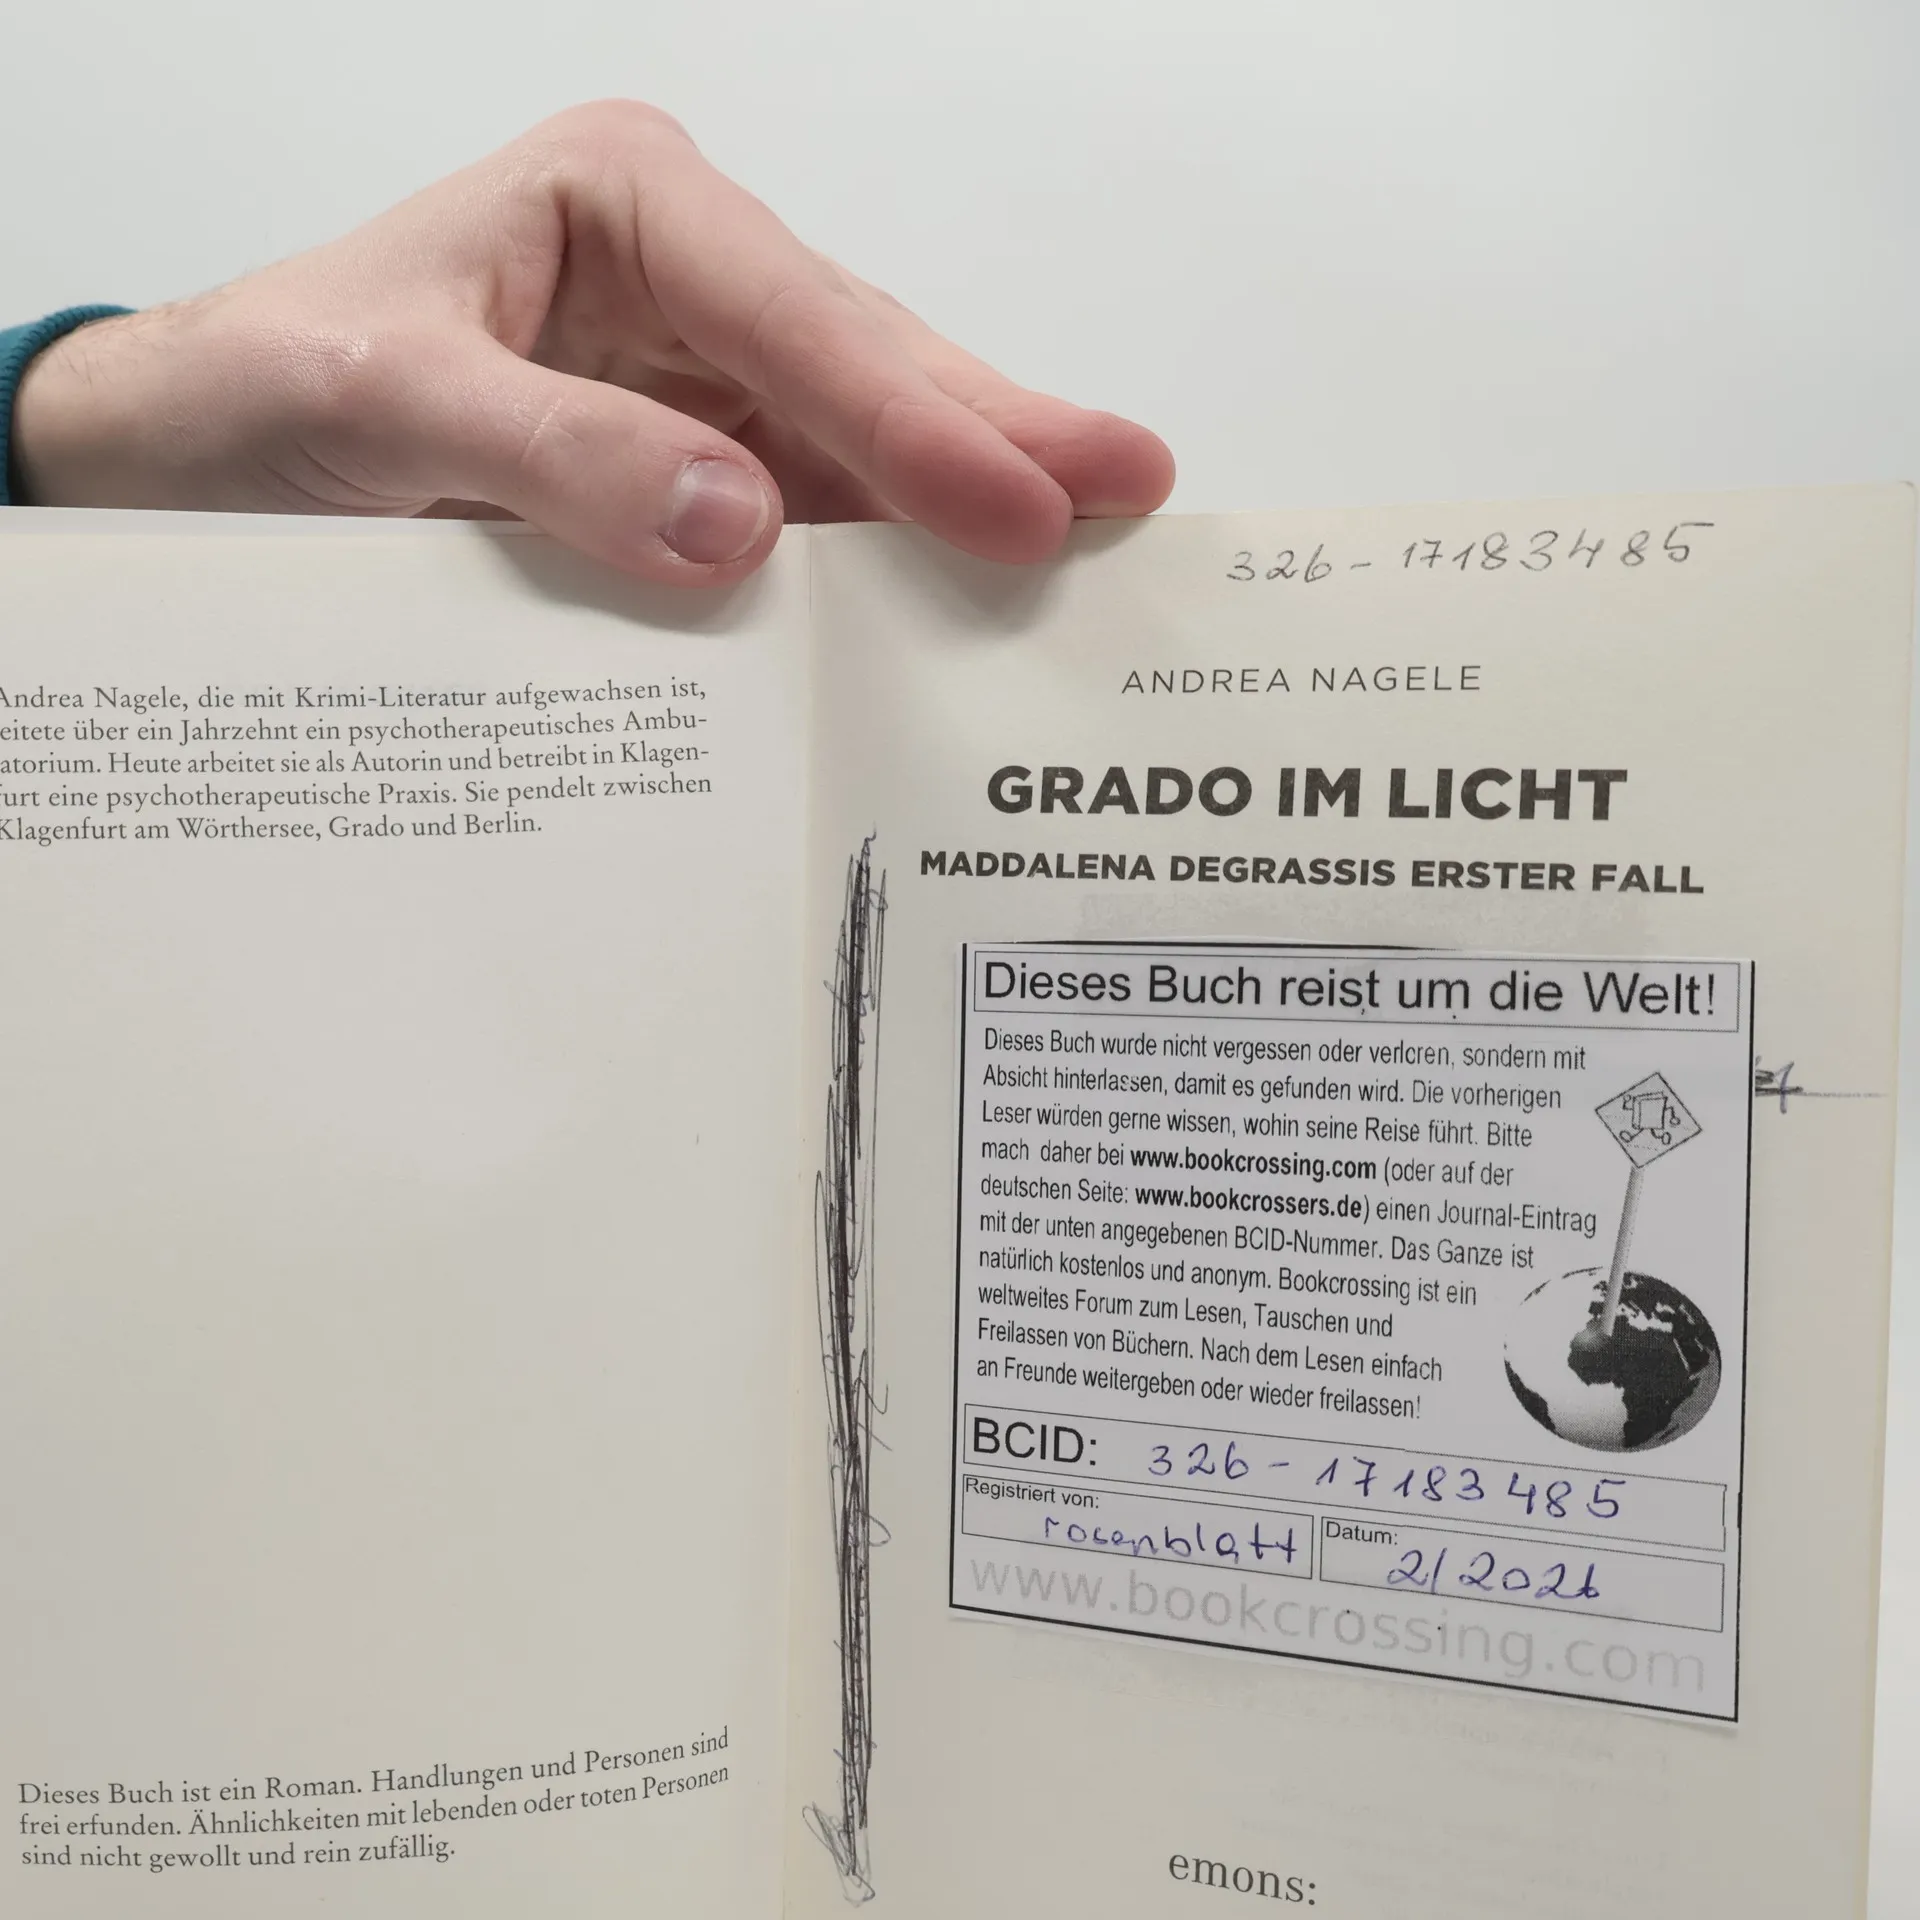 Andrea Nagele, die mit Krimi-Literatur aufgewachsen ist,
eitete über ein Jahrzehnt ein psychotherapeutisches Ambu-
atorium. Heute arbeitet sie als Autorin und betreibt in Klagen-
furt eine psychotherapeutische Praxis. Sie pendelt zwischen
Klagenfurt am Wörthersee, Grado und Berlin.
Dieses Buch ist ein Roman. Handlungen und Personen sind
frei erfunden. Ähnlichkeiten mit lebenden oder toten Personen
sind nicht gewollt und rein zufällig.
326-17183485
ANDREA NAGELE
GRADO IM LICHT
MADDALENA DEGRASSIS ERSTER FALL
Dieses Buch reist um die Welt!
Dieses Buch wurde nicht vergessen oder verloren, sondern mit
Absicht hinterlassen, damit es gefunden wird. Die vorherigen
Leser würden gerne wissen, wohin seine Reise führt. Bitte
mach daher bei www.bookcrossing.com (oder auf der
deutschen Seite: www.bookcrossers.de) einen Journal-Eintrag
mit der unten angegebenen BCID-Nummer. Das Ganze ist
natürlich kostenlos und anonym. Bookcrossing ist ein
weltweites Forum zum Lesen, Tauschen und
Freilassen von Büchern. Nach dem Lesen einfach
an Freunde weitergeben oder wieder freilassen!
BCID: 326-17183485
Registriert von: rosenblatt
Datum: 2/2026
www.bookcrossing.com
emons: